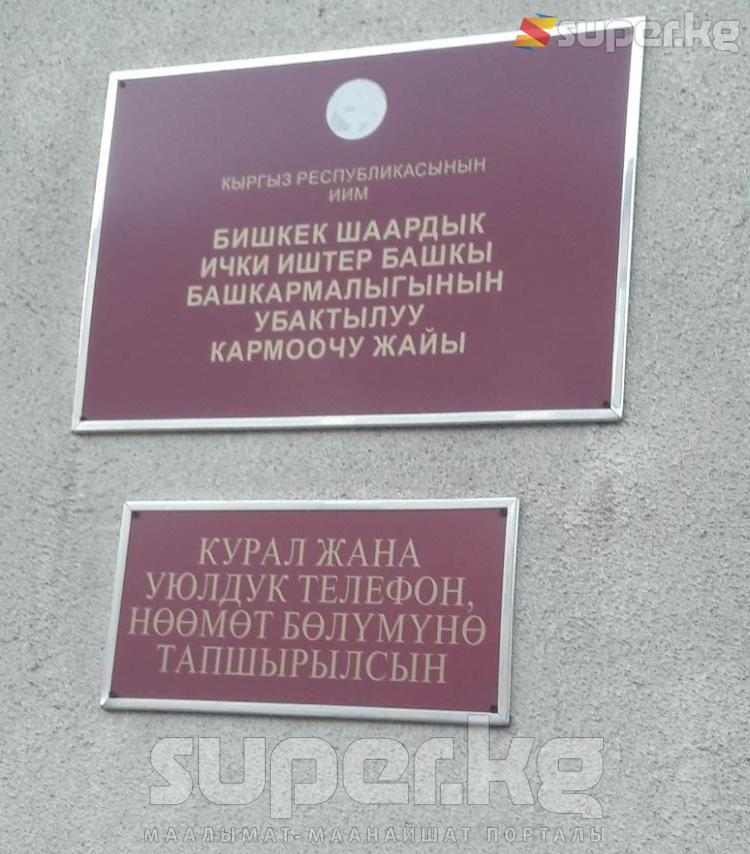 super.kg
КЫРГЫЗ РЕСПУБЛИКАСЫНЫН
ИИМ
БИШКЕК ШААРДЫК
ИЧКИ ИШТЕР БАШКЫ
БАШКАРМАЛЫГЫНЫН
УБАКТЫЛУУ
КАРМООЧУ ЖАЙЫ
КУРАЛ ЖАНА
УЮЛДУК ТЕЛЕФОН,
НӨӨМӨТ БӨЛҮМҮНӨ
ТАПШЫРЫЛСЫН
super.kg
МААЛЫМАТ-МААНАЙШАТ ПОРТАЛЫ